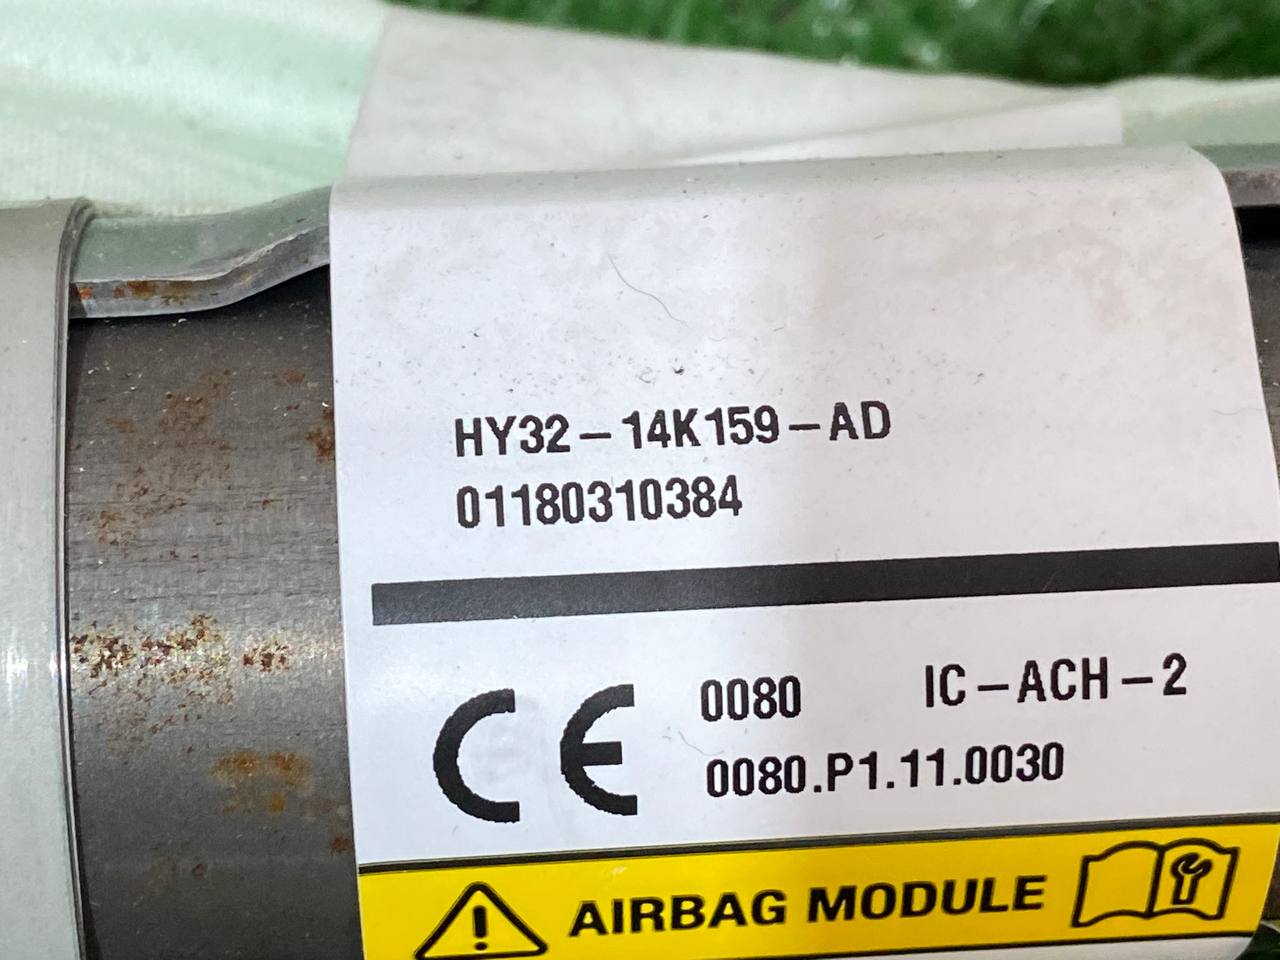 HY32-14K159-AD
01180310384
CE 0080 IC-ACH-2
0080.P1.11.0030
AIRBAG MODULE